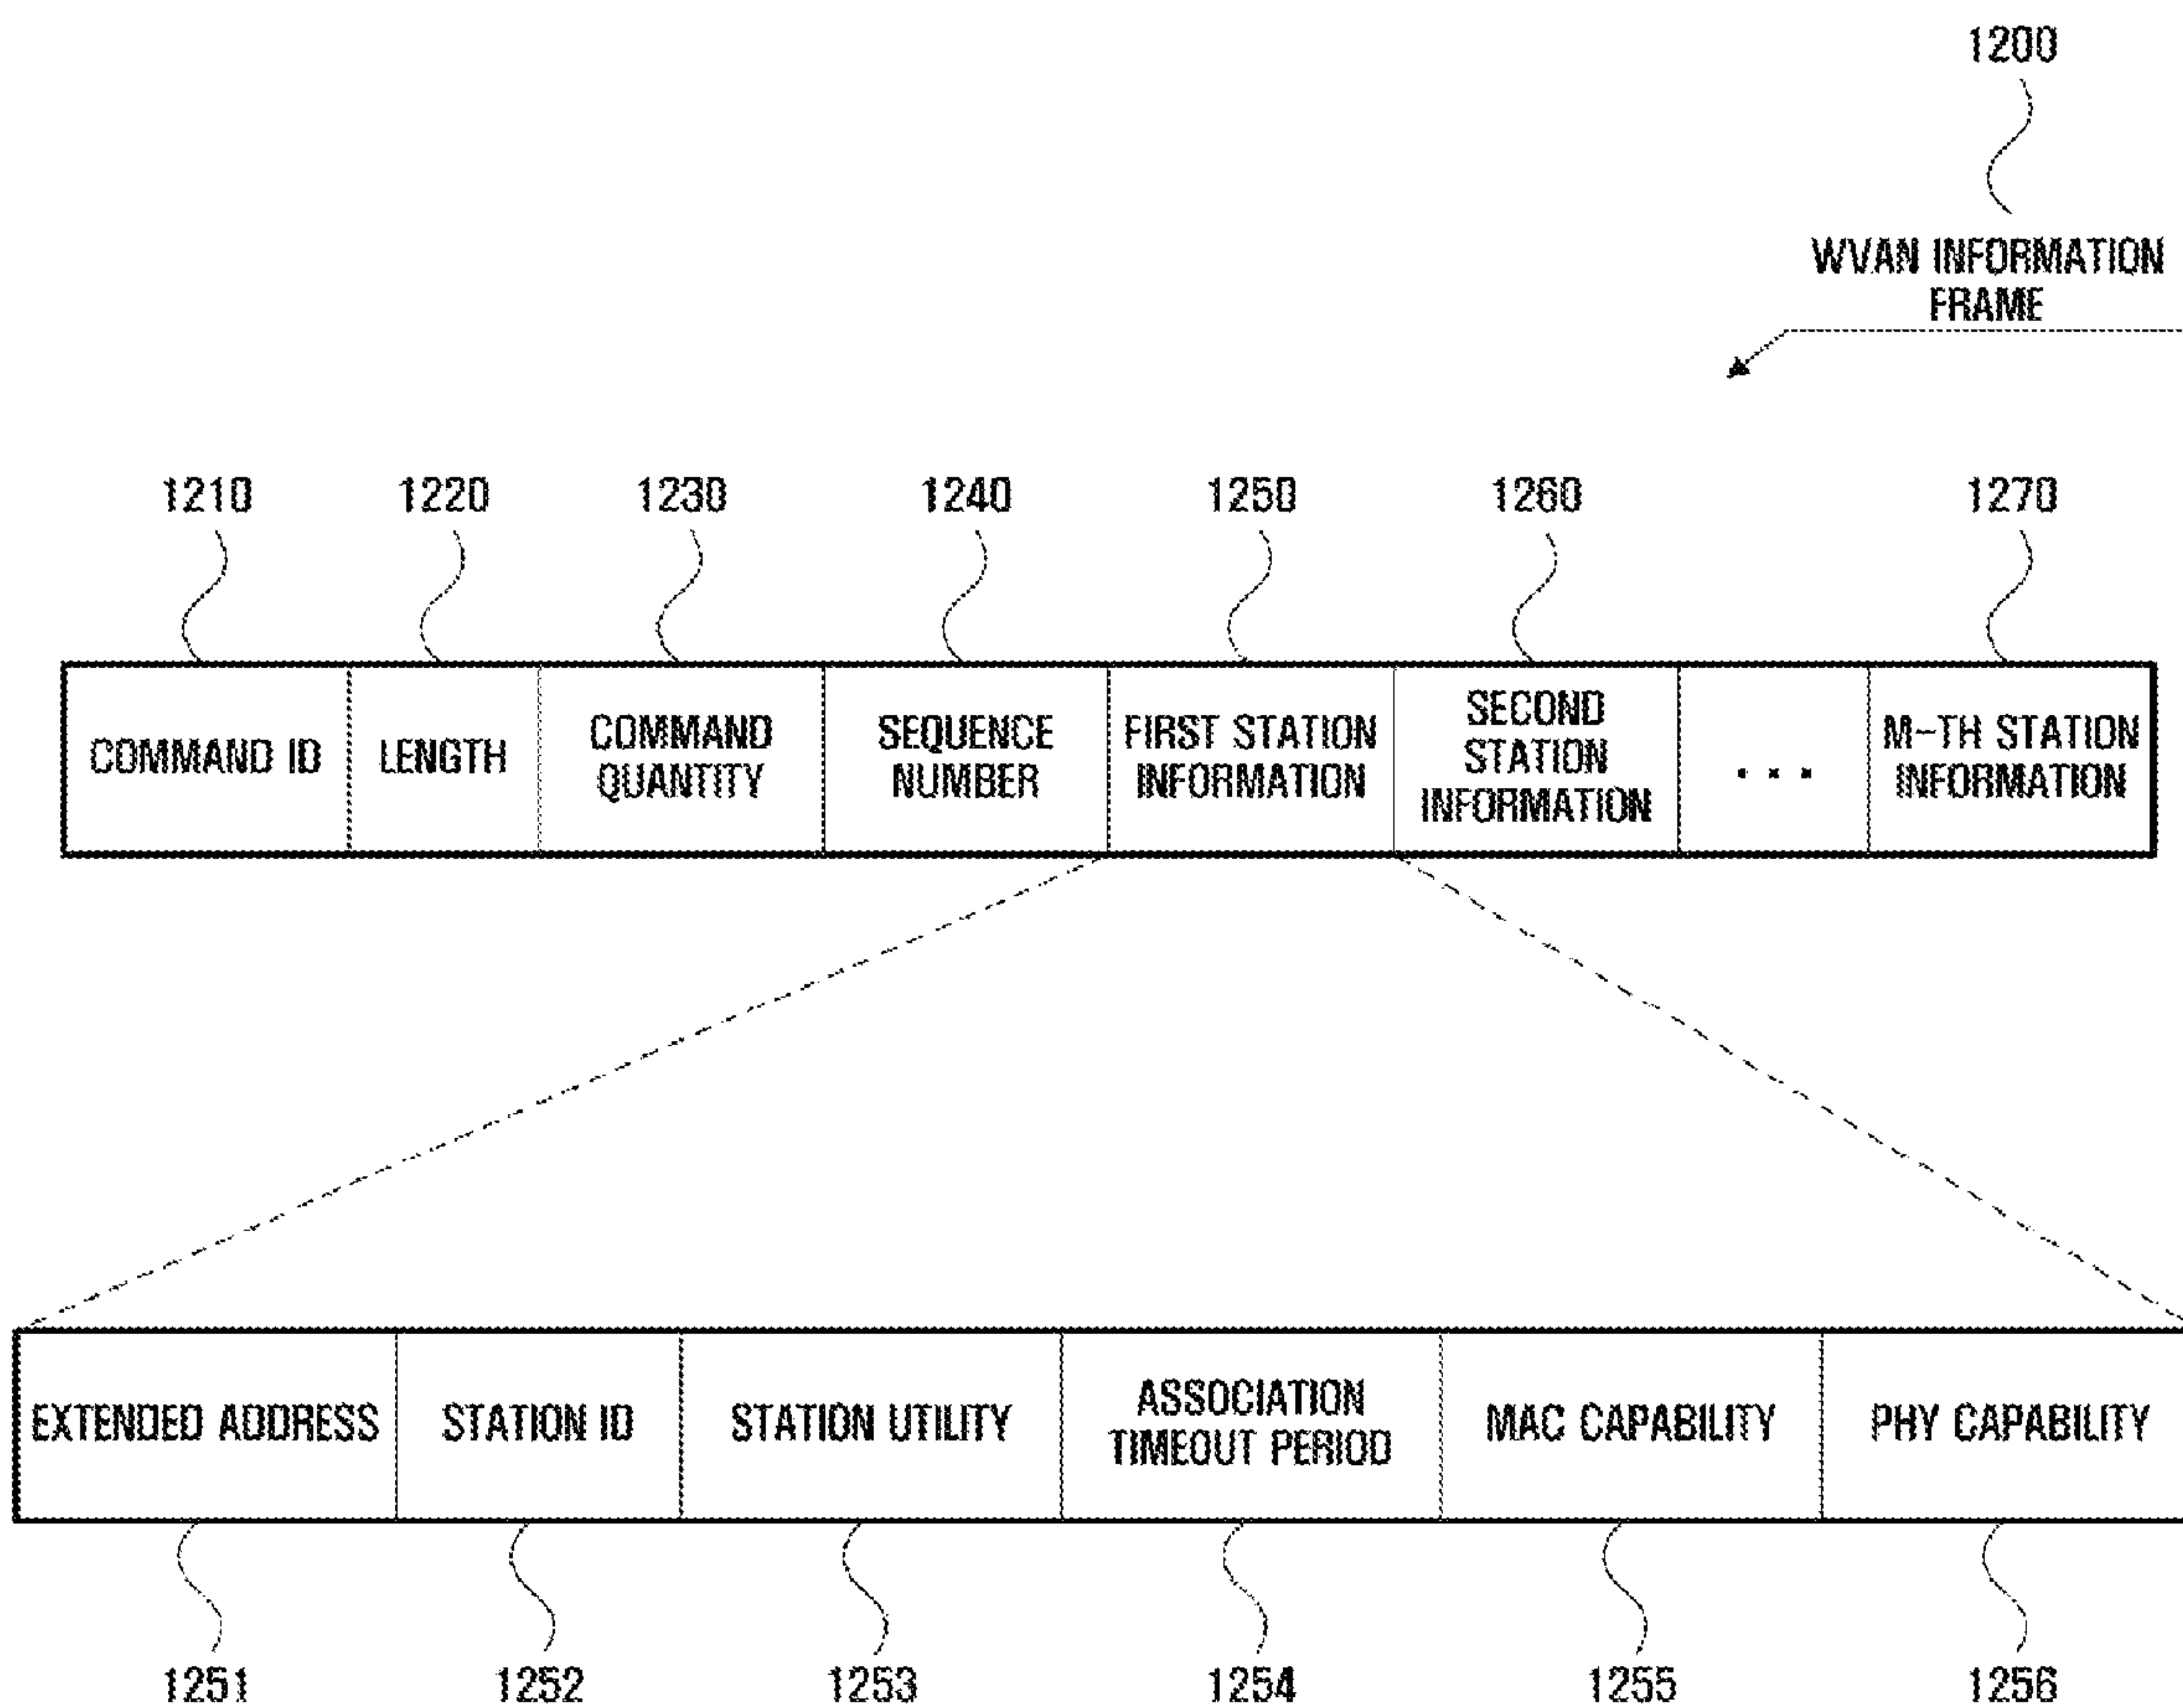 1200
WVAN INFORMATION
FRAME
1210 1220 1230 1240 1250 1260 1270
COMMAND ID
LENGTH
COMMAND
QUANTITY
SEQUENCE
NUMBER
FIRST STATION
INFORMATION
SECOND
STATION
INFORMATION
...
M-TH STATION
INFORMATION
EXTENDED ADDRESS
STATION ID
STATION UTILITY
ASSOCIATION
TIMEOUT PERIOD
MAC CAPABILITY
PHY CAPABILITY
1251 1252 1253 1254 1255 1256